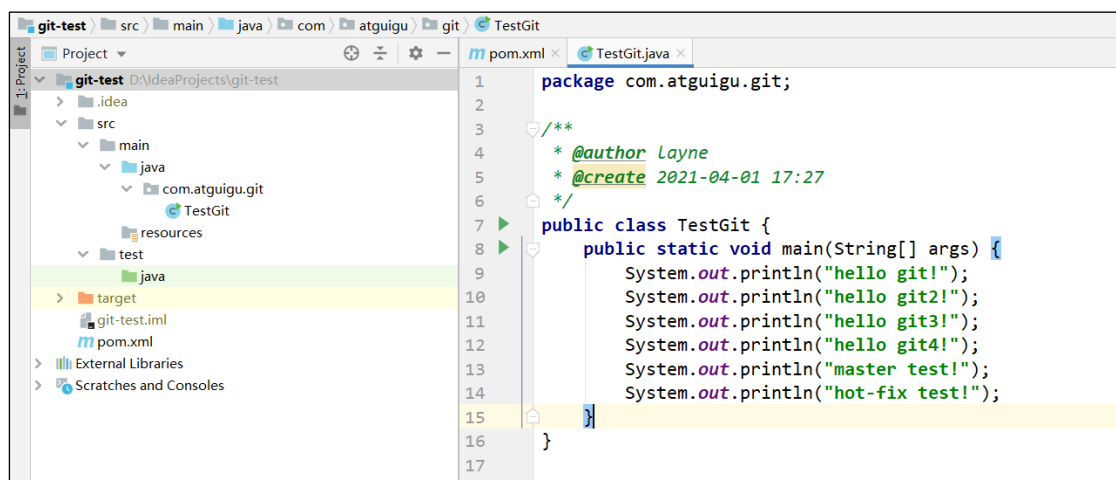 git-test src main java com atguigu git TestGit
1: Project
Project
git-test D:\IdeaProjects\git-test
.idea
src
main
java
com.atguigu.git
TestGit
resources
test
java
target
git-test.iml
pom.xml
External Libraries
Scratches and Consoles
pom.xml TestGit.java
1 package com.atguigu.git;
2
3 /**
4 * @author layne
5 * @create 2021-04-01 17:27
6 */
7 public class TestGit {
8 public static void main(String[] args) {
9 System.out.println("hello git!");
10 System.out.println("hello git2!");
11 System.out.println("hello git3!");
12 System.out.println("hello git4!");
13 System.out.println("master test!");
14 System.out.println("hot-fix test!");
15 }
16 }
17